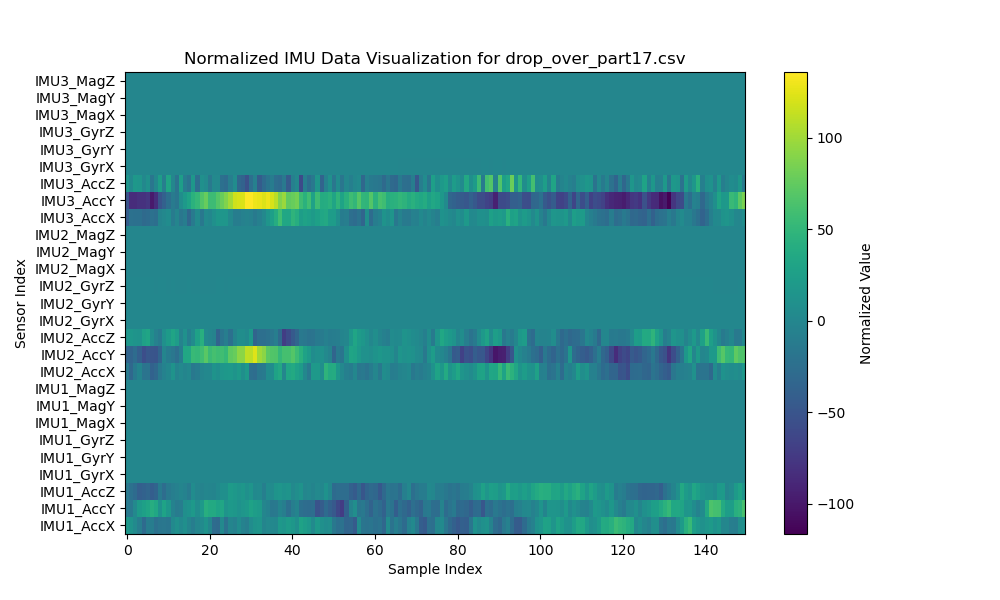 Normalized IMU Data Visualization for drop_over_part17.csv
IMU3_MagZ
IMU3_MagY
IMU3_MagX
IMU3_GyrZ
IMU3_GyrY
IMU3_GyrX
IMU3_AccZ
IMU3_AccY
IMU3_AccX
IMU2_MagZ
IMU2_MagY
IMU2_MagX
IMU2_GyrZ
IMU2_GyrY
IMU2_GyrX
IMU2_AccZ
IMU2_AccY
IMU2_AccX
IMU1_MagZ
IMU1_MagY
IMU1_MagX
IMU1_GyrZ
IMU1_GyrY
IMU1_GyrX
IMU1_AccZ
IMU1_AccY
IMU1_AccX
Sensor Index
0 20 40 60 80 100 120 140
Sample Index
100
50
0
−50
−100
Normalized Value